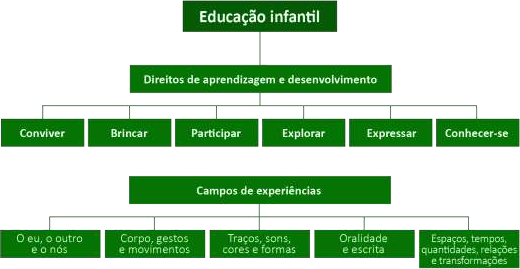 Educação infantil
Direitos de aprendizagem e desenvolvimento
Conviver
Brincar
Participar
Explorar
Expressar
Conhecer-se
Campos de experiências
O eu, o outro
e o nós
Corpo, gestos
e movimentos
Traços, sons,
cores e formas
Oralidade
e escrita
Espaços, tempos,
quantidades, relações
e transformações